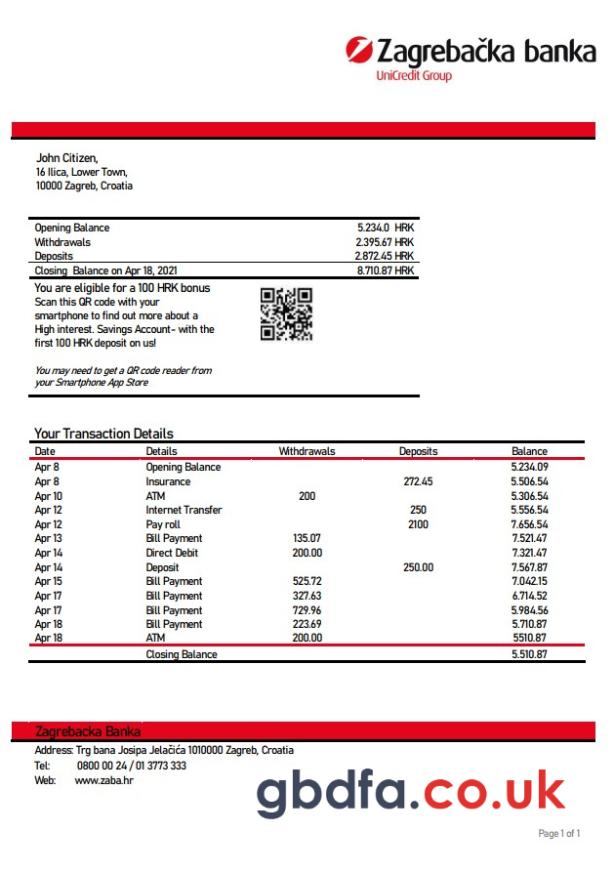 Zagrebačka banka
UniCredit Group
John Citizen,
16 Ilica, Lower Town,
10000 Zagreb, Croatia
Opening Balance 5.234.0 HRK
Withdrawals 2.395.67 HRK
Deposits 2.872.45 HRK
Closing Balance on Apr 18, 2021 8.710.87 HRK
You are eligible for a 100 HRK bonus
Scan this QR code with your
smartphone to find out more about a
High interest. Savings Account- with the
first 100 HRK deposit on us!
You may need to get a QR code reader from
your Smartphone App Store
Your Transaction Details
Date Details Withdrawals Deposits Balance
Apr 8 Opening Balance 5.234.09
Apr 8 Insurance 272.45 5.506.54
Apr 10 ATM 200 5.306.54
Apr 12 Internet Transfer 250 5.556.54
Apr 12 Pay roll 2100 7.656.54
Apr 13 Bill Payment 135.07 7.521.47
Apr 14 Direct Debit 200.00 7.321.47
Apr 14 Deposit 250.00 7.567.87
Apr 15 Bill Payment 525.72 7.042.15
Apr 17 Bill Payment 327.63 6.714.52
Apr 17 Bill Payment 729.96 5.984.56
Apr 18 Bill Payment 223.69 5.710.87
Apr 18 ATM 200.00 5510.87
Closing Balance 5.510.87
Zagrebacka Banka
Address: Trg bana Josipa Jelačića 1010000 Zagreb, Croatia
Tel: 0800 00 24 / 01 3773 333
Web: www.zaba.hr
gbdfa.co.uk
Page 1 of 1